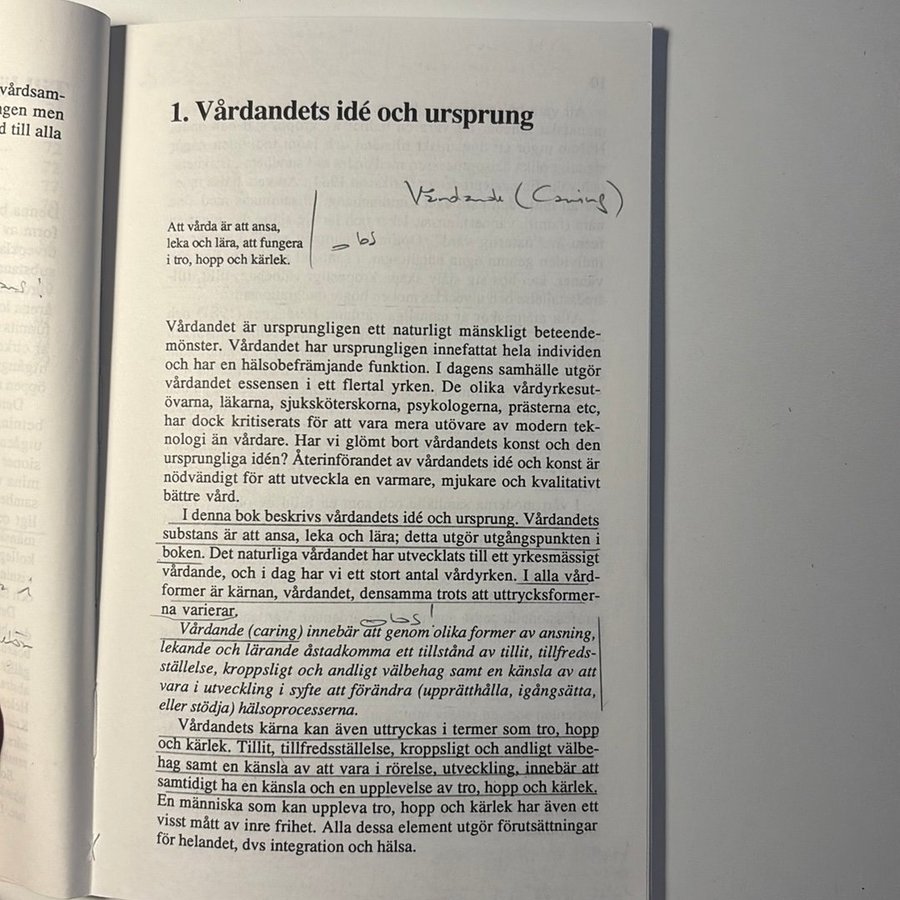 vårdsam-
gen men
d till alla
1. Vårdandets idé och ursprung
Vårdande (Caring)
Att vårda är att ansa,
leka och lära, att fungera
i tro, hopp och kärlek.
obs
Vårdandet är ursprungligen ett naturligt mänskligt beteende-
mönster. Vårdandet har ursprungligen innefattat hela individen
och har en hälsobefrämjande funktion. I dagens samhälle utgör
vårdandet essensen i ett flertal yrken. De olika vårdyrkesut-
övarna, läkarna, sjuksköterskorna, psykologerna, prästerna etc,
har dock kritiserats för att vara mera utövare av modern tek-
nologi än vårdare. Har vi glömt bort vårdandets konst och den
ursprungliga idén? Återinförandet av vårdandets idé och konst är
nödvändigt för att utveckla en varmare, mjukare och kvalitativt
bättre vård.
I denna bok beskrivs vårdandets idé och ursprung. Vårdandets
substans är att ansa, leka och lära; detta utgör utgångspunkten i
boken. Det naturliga vårdandet har utvecklats till ett yrkesmässigt
vårdande, och i dag har vi ett stort antal vårdyrken. I alla vård-
former är kärnan, vårdandet, densamma trots att uttrycksformer-
na varierar.
obs!
Vårdande (caring) innebär att genom olika former av ansning,
lekande och lärande åstadkomma ett tillstånd av tillit, tillfreds-
ställelse, kroppsligt och andligt välbehag samt en känsla av att
vara i utveckling i syfte att förändra (upprätthålla, igångsätta,
eller stödja) hälsoprocesserna.
Vårdandets kärna kan även uttryckas i termer som tro, hopp
och kärlek. Tillit, tillfredsställelse, kroppsligt och andligt välbe-
hag samt en känsla av att vara i rörelse, utveckling, innebär att
samtidigt ha en känsla och en upplevelse av tro, hopp och kärlek.
En människa som kan uppleva tro, hopp och kärlek har även ett
visst mått av inre frihet. Alla dessa element utgör förutsättningar
för helandet, dvs integration och hälsa.